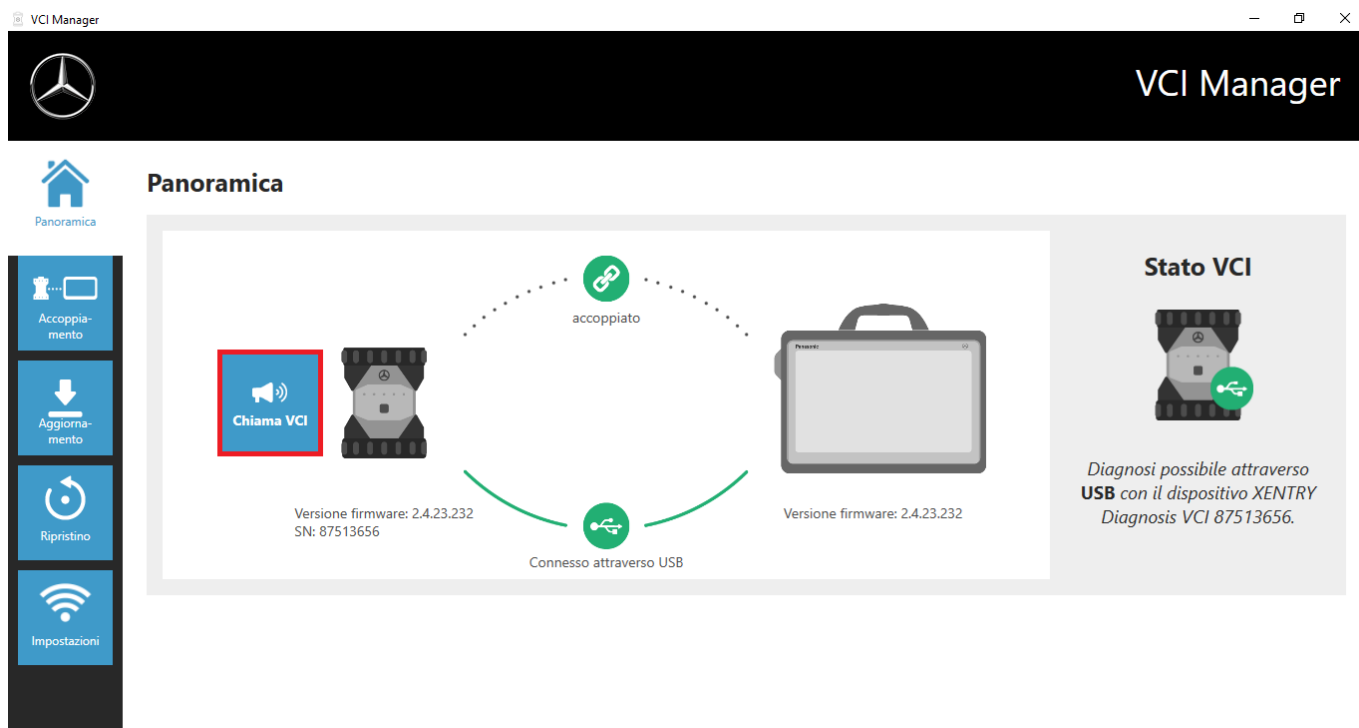 VCI Manager
VCI Manager
Panoramica
Accoppia-
mento
Aggiorna-
mento
Ripristino
Impostazioni
Panoramica
accoppiato
Chiama VCI
Panasonic
Versione firmware: 2.4.23.232
SN: 87513656
Connesso attraverso USB
Versione firmware: 2.4.23.232
Stato VCI
Diagnosi possibile attraverso
USB con il dispositivo XENTRY
Diagnosis VCI 87513656.